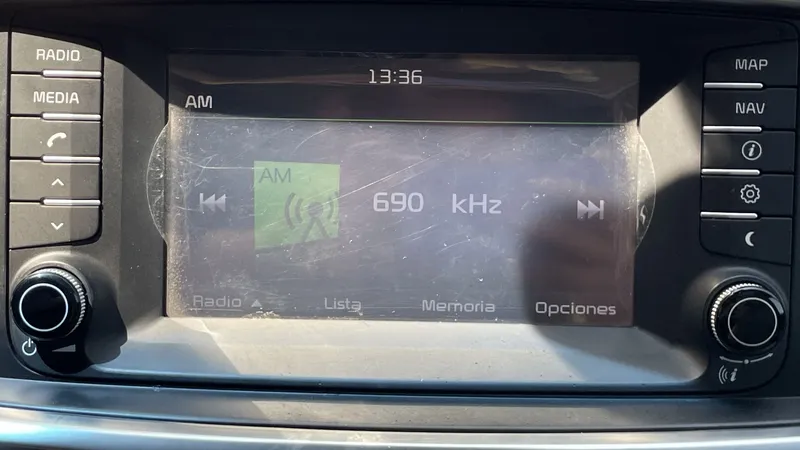 RADIO
MEDIA
13:36
AM
AM
690 kHz
Radio Lista Memoria Opciones
MAP
NAV